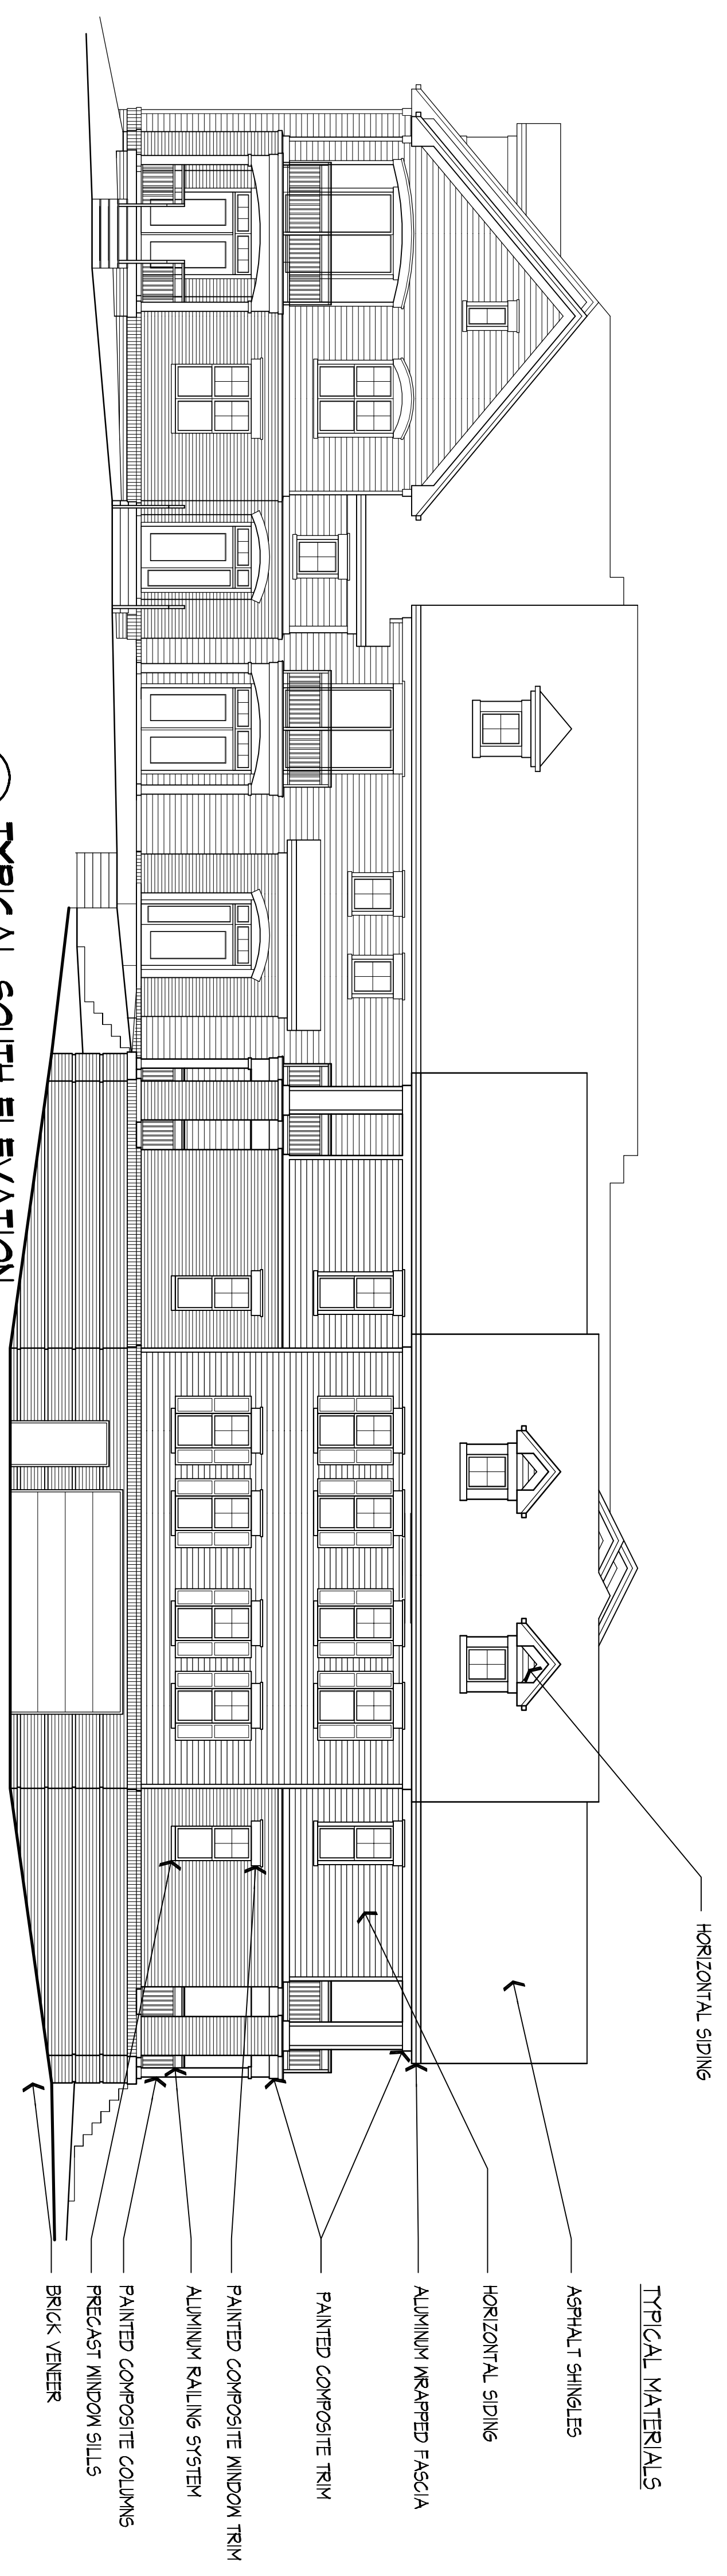 HORIZONTAL SIDING
TYPICAL MATERIALS
ASPHALT SHINGLES
HORIZONTAL SIDING
ALUMINUM WRAPPED FASCIA
PAINTED COMPOSITE TRIM
PAINTED COMPOSITE WINDOW TRIM
ALUMINUM RAILING SYSTEM
PAINTED COMPOSITE COLUMNS
PRECAST WINDOW SILLS
BRICK VENEER
TYPICAL SOUTH ELEVATION